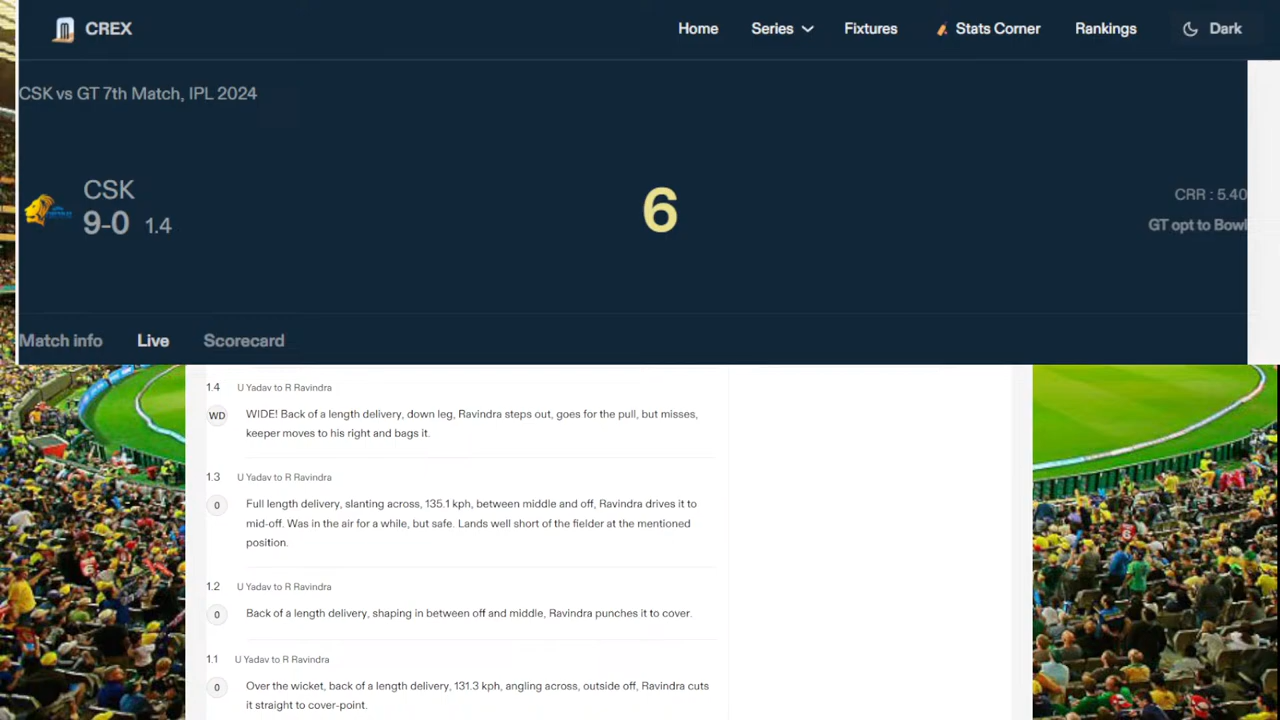 CREX
Home Series Fixtures Stats Corner Rankings Dark
CSK vs GT 7th Match, IPL 2024
CSK
9-0 1.4
6
CRR : 5.40
GT opt to Bowl
Match info Live Scorecard
1.4 U Yadav to R Ravindra
WD WIDE! Back of a length delivery, down leg, Ravindra steps out, goes for the pull, but misses,
keeper moves to his right and bags it.
1.3 U Yadav to R Ravindra
0 Full length delivery, slanting across, 135.1 kph, between middle and off, Ravindra drives it to
mid-off. Was in the air for a while, but safe. Lands well short of the fielder at the mentioned
position.
1.2 U Yadav to R Ravindra
0 Back of a length delivery, shaping in between off and middle, Ravindra punches it to cover.
1.1 U Yadav to R Ravindra
0 Over the wicket, back of a length delivery, 131.3 kph, angling across, outside off, Ravindra cuts
it straight to cover-point.